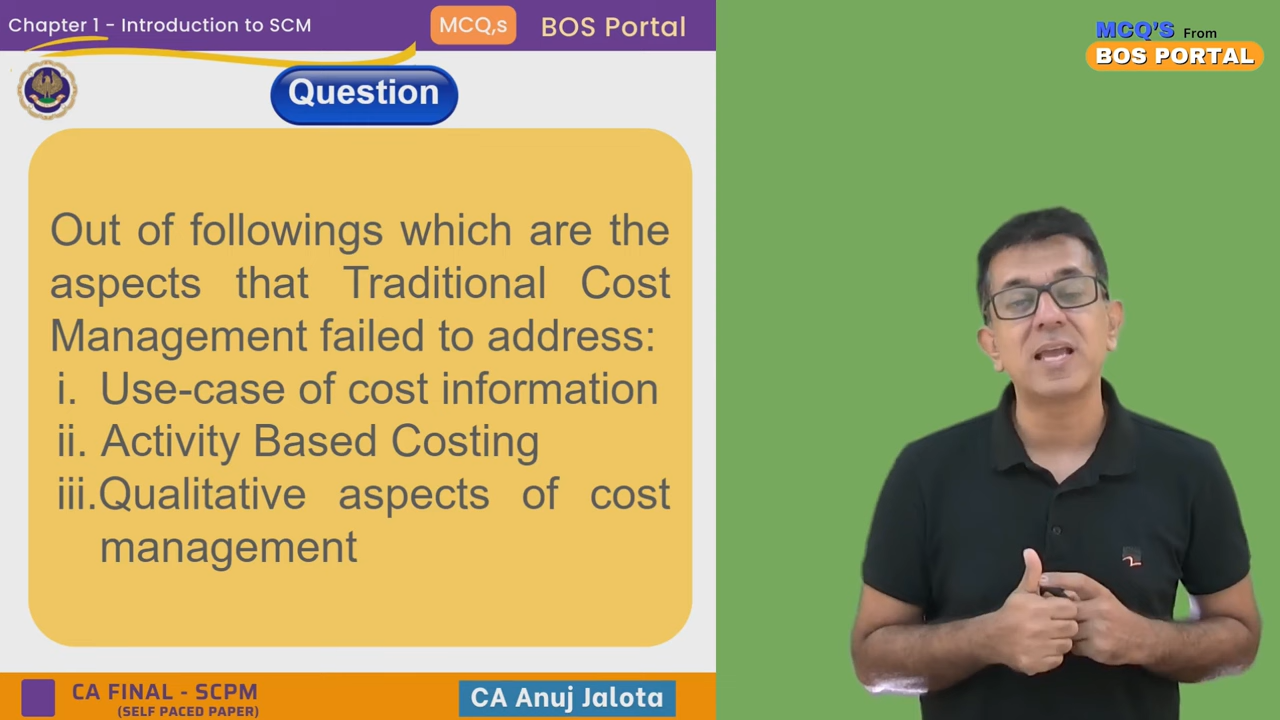 Chapter 1 - Introduction to SCM
MCQ,s
BOS Portal
MCQ'S From
BOS PORTAL
Question
Out of followings which are the
aspects that Traditional Cost
Management failed to address:
i. Use-case of cost information
ii. Activity Based Costing
iii.Qualitative aspects of cost
management
CA FINAL - SCPM
(SELF PACED PAPER)
CA Anuj Jalota